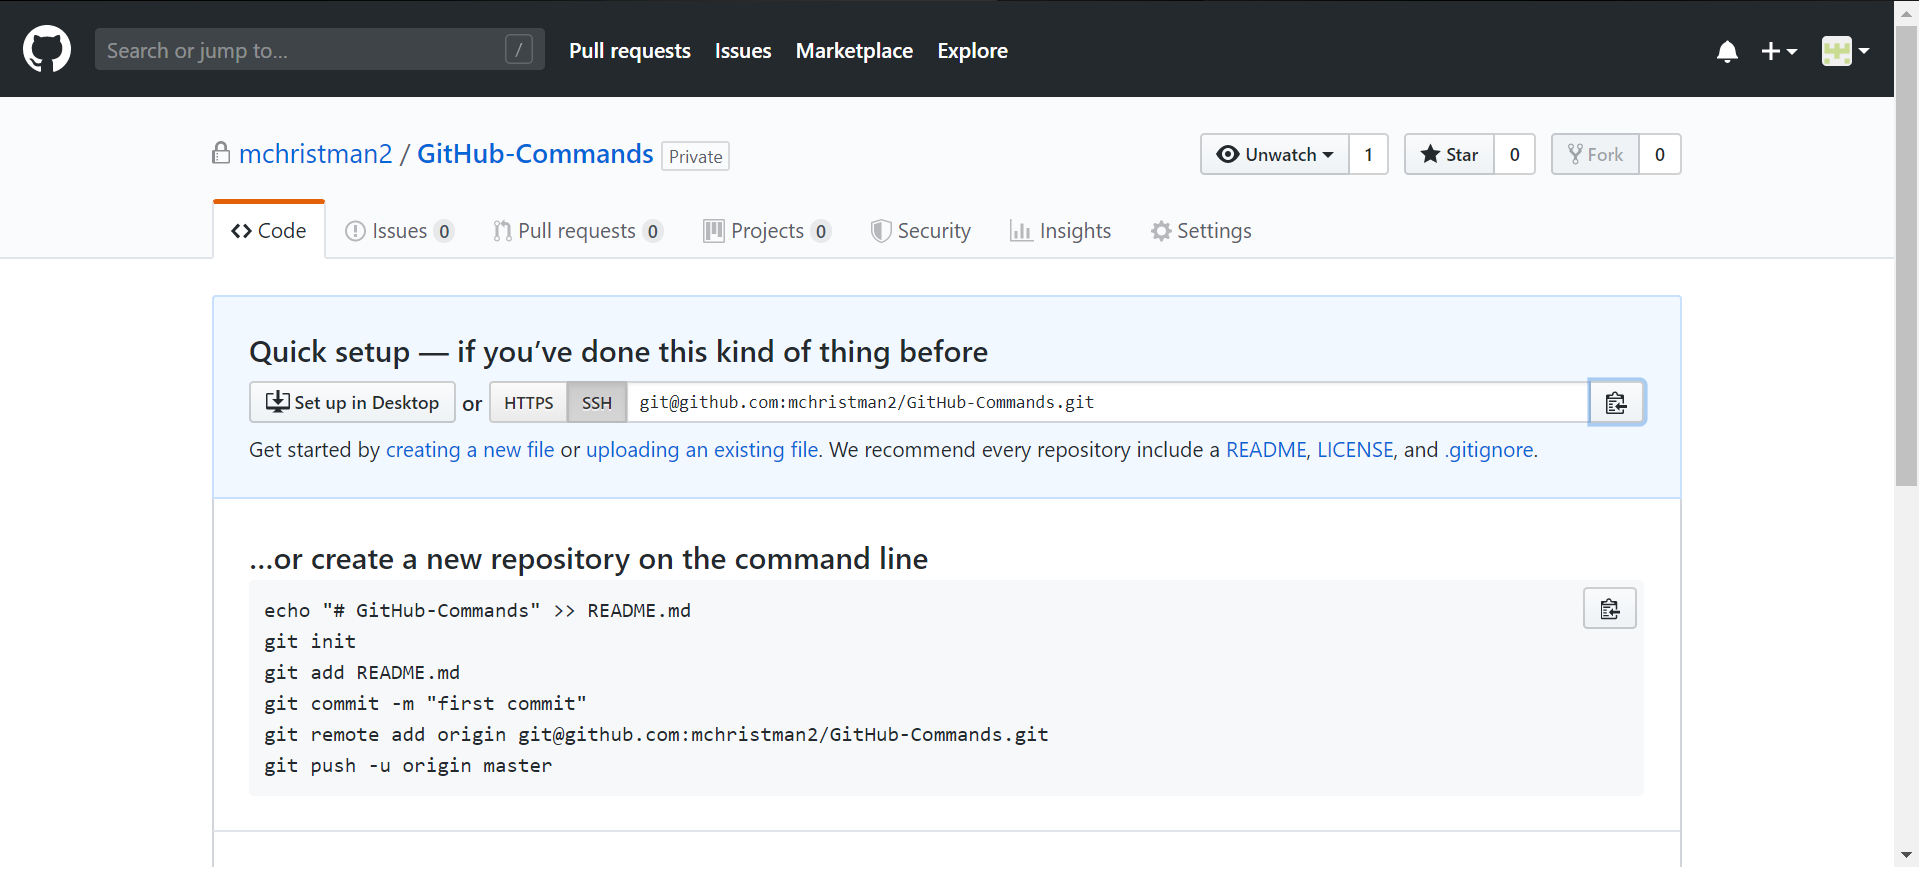 Search or jump to... /
Pull requests Issues Marketplace Explore
mchristman2 / GitHub-Commands Private
Unwatch 1 Star 0 Fork 0
Code Issues 0 Pull requests 0 Projects 0 Security Insights Settings
Quick setup — if you’ve done this kind of thing before
Set up in Desktop or HTTPS SSH git@github.com:mchristman2/GitHub-Commands.git
Get started by creating a new file or uploading an existing file. We recommend every repository include a README, LICENSE, and .gitignore.
…or create a new repository on the command line
echo "# GitHub-Commands" >> README.md
git init
git add README.md
git commit -m "first commit"
git remote add origin git@github.com:mchristman2/GitHub-Commands.git
git push -u origin master